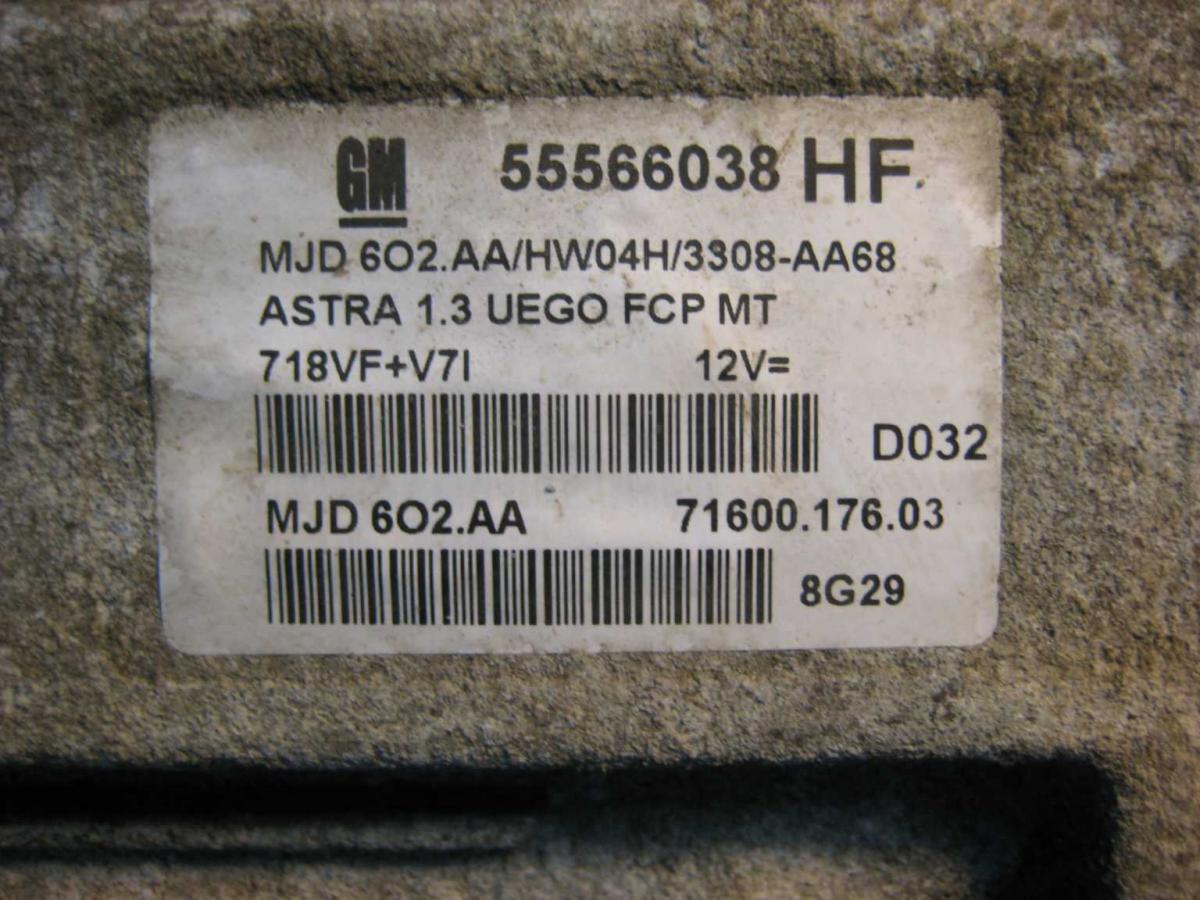 GM 55566038 HF
MJD 6O2.AA/HW04H/3308-AA68
ASTRA 1.3 UEGO FCP MT
718VF+V7I 12V=
D032
MJD 6O2.AA 71600.176.03
8G29